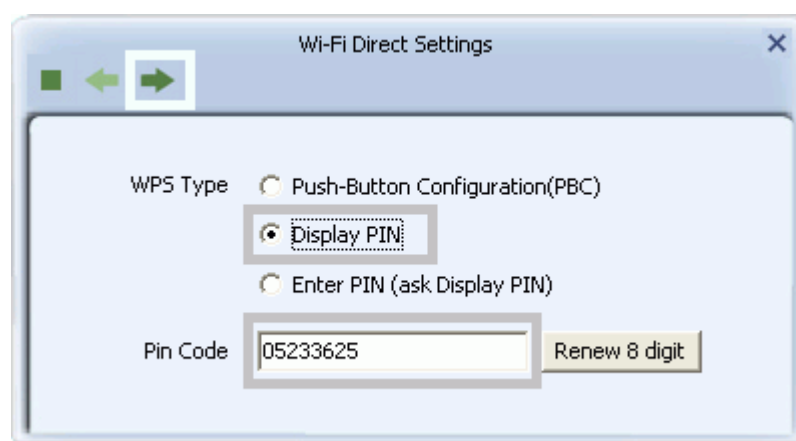 Wi-Fi Direct Settings
WPS Type Push-Button Configuration(PBC)
Display PIN
Enter PIN (ask Display PIN)
Pin Code 05233625 Renew 8 digit